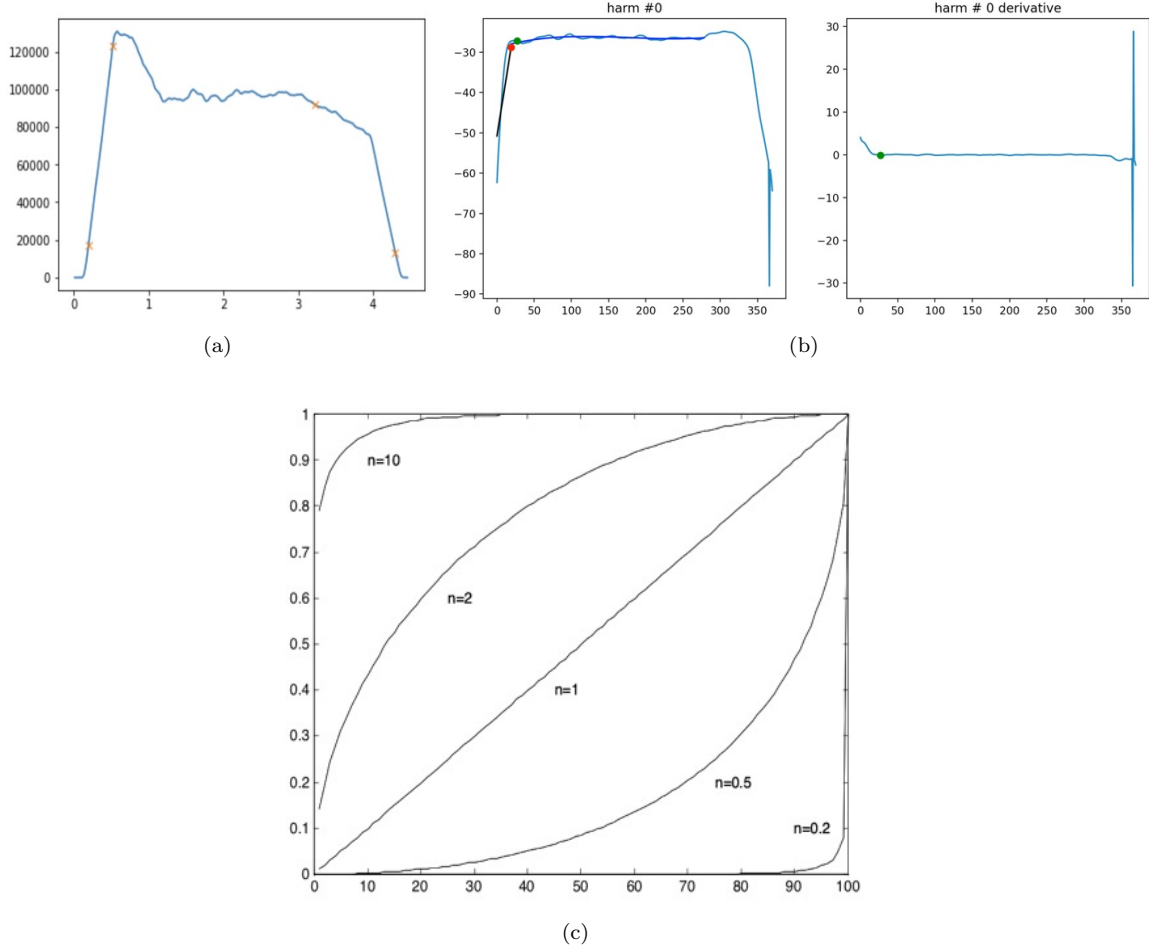 120000
100000
80000
60000
40000
20000
0
0 1 2 3 4
(a)
harm #0
−30
−40
−50
−60
−70
−80
−90
0 50 100 150 200 250 300 350
harm # 0 derivative
30
20
10
0
−10
−20
−30
0 50 100 150 200 250 300 350
(b)
1
0.9
0.8
0.7
0.6
0.5
0.4
0.3
0.2
0.1
0
n=10
n=2
n=1
n=0.5
n=0.2
0 10 20 30 40 50 60 70 80 90 100
(c)